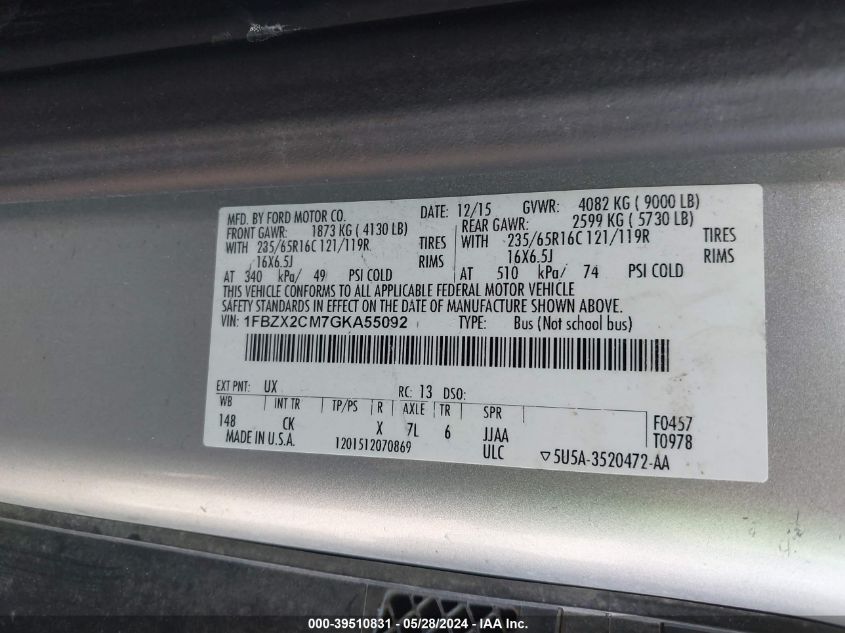 MFD. BY FORD MOTOR CO. DATE: 12/15 GVWR: 4082 KG ( 9000 LB)
FRONT GAWR: 1873 KG ( 4130 LB) REAR GAWR: 2599 KG ( 5730 LB)
WITH 235/65R16C 121/119R TIRES WITH 235/65R16C 121/119R TIRES
16X6.5J RIMS 16X6.5J RIMS
AT 340 kPa/ 49 PSI COLD AT 510 kPa/ 74 PSI COLD
THIS VEHICLE CONFORMS TO ALL APPLICABLE FEDERAL MOTOR VEHICLE
SAFETY STANDARDS IN EFFECT ON THE DATE OF MANUFACTURE SHOWN ABOVE.
VIN: 1FBZX2CM7GKA55092 TYPE: Bus (Not school bus)
EXT PNT: UX RC: 13 DSO:
WB INT TR TP/PS R AXLE TR SPR F0457
148 CK X 7L 6 JJAA T0978
MADE IN U.S.A. 1201512070869 ULC ▽5U5A-3520472-AA
000-39510831 - 05/28/2024 - IAA Inc.